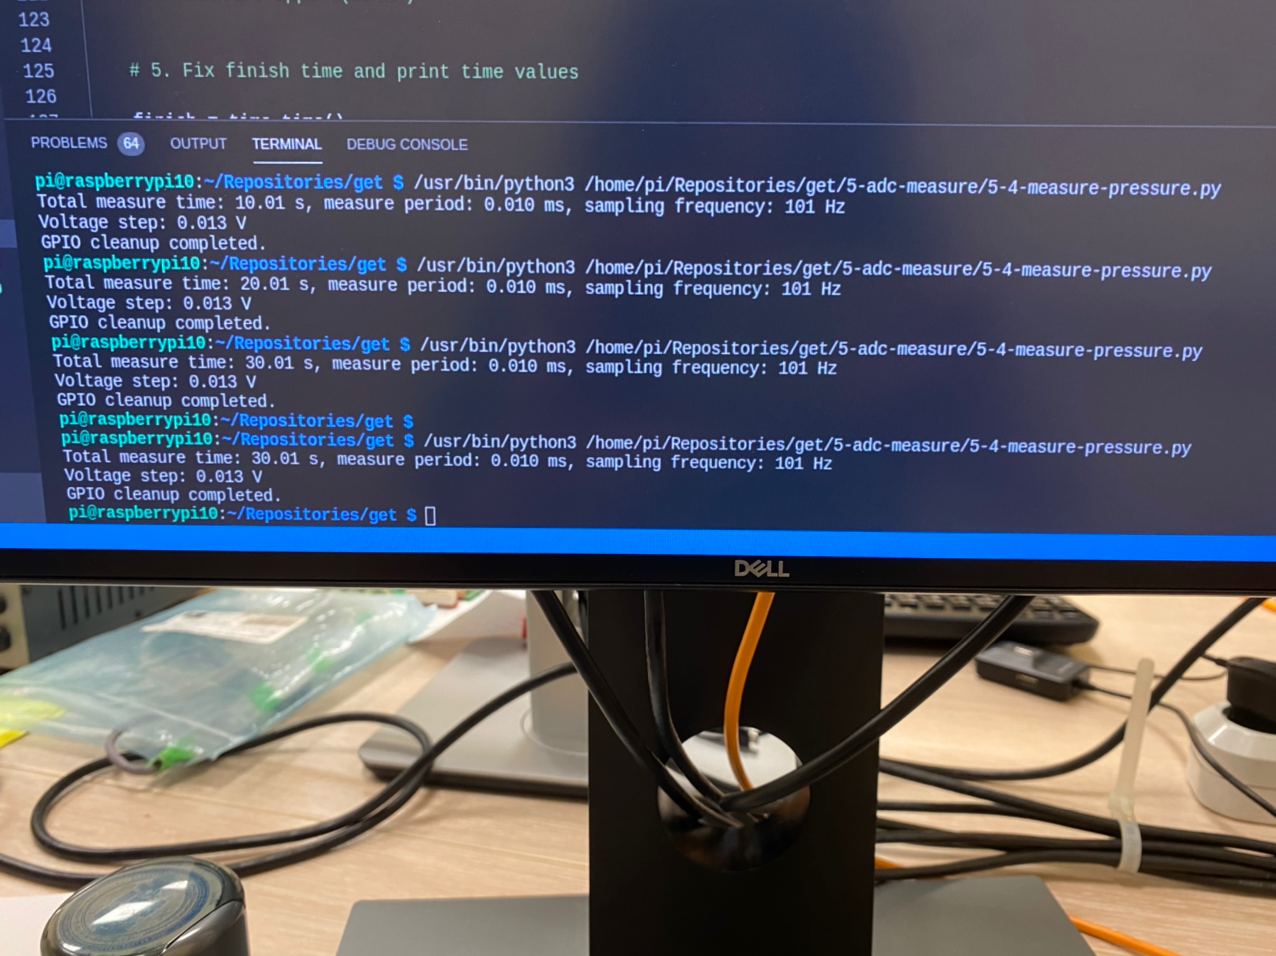 123
124
125 # 5. Fix finish time and print time values
126
finish = time.time()
PROBLEMS 64 OUTPUT TERMINAL DEBUG CONSOLE
pi@raspberrypi10:~/Repositories/get $ /usr/bin/python3 /home/pi/Repositories/get/5-adc-measure/5-4-measure-pressure.py
Total measure time: 10.01 s, measure period: 0.010 ms, sampling frequency: 101 Hz
Voltage step: 0.013 V
GPIO cleanup completed.
pi@raspberrypi10:~/Repositories/get $ /usr/bin/python3 /home/pi/Repositories/get/5-adc-measure/5-4-measure-pressure.py
Total measure time: 20.01 s, measure period: 0.010 ms, sampling frequency: 101 Hz
Voltage step: 0.013 V
GPIO cleanup completed.
pi@raspberrypi10:~/Repositories/get $ /usr/bin/python3 /home/pi/Repositories/get/5-adc-measure/5-4-measure-pressure.py
Total measure time: 30.01 s, measure period: 0.010 ms, sampling frequency: 101 Hz
Voltage step: 0.013 V
GPIO cleanup completed.
pi@raspberrypi10:~/Repositories/get $
pi@raspberrypi10:~/Repositories/get $ /usr/bin/python3 /home/pi/Repositories/get/5-adc-measure/5-4-measure-pressure.py
Total measure time: 30.01 s, measure period: 0.010 ms, sampling frequency: 101 Hz
Voltage step: 0.013 V
GPIO cleanup completed.
pi@raspberrypi10:~/Repositories/get $
DELL